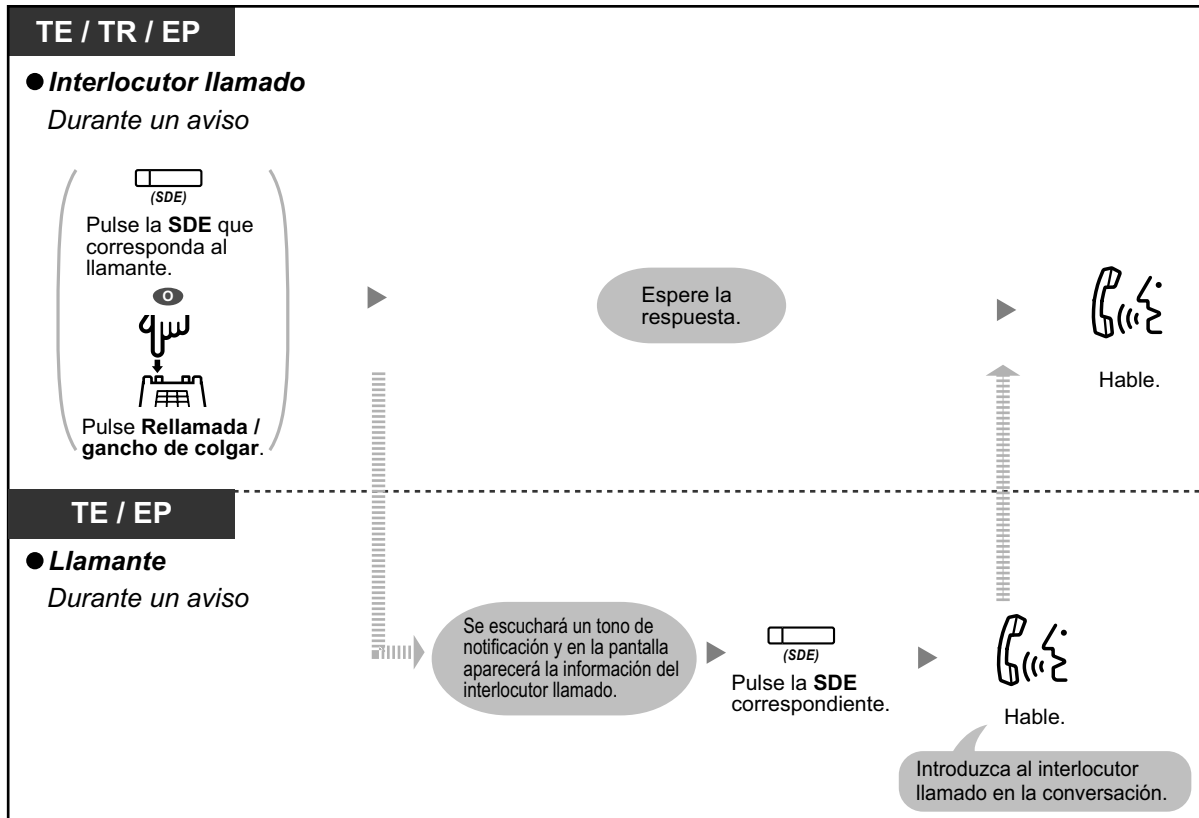 TE / TR / EP
● Interlocutor llamado
Durante un aviso
(SDE)
Pulse la SDE que
corresponda al
llamante.
O
Pulse Rellamada /
gancho de colgar.
Espere la
respuesta.
Hable.
TE / EP
● Llamante
Durante un aviso
Se escuchará un tono de
notificación y en la pantalla
aparecerá la información del
interlocutor llamado.
(SDE)
Pulse la SDE
correspondiente.
Hable.
Introduzca al interlocutor
llamado en la conversación.